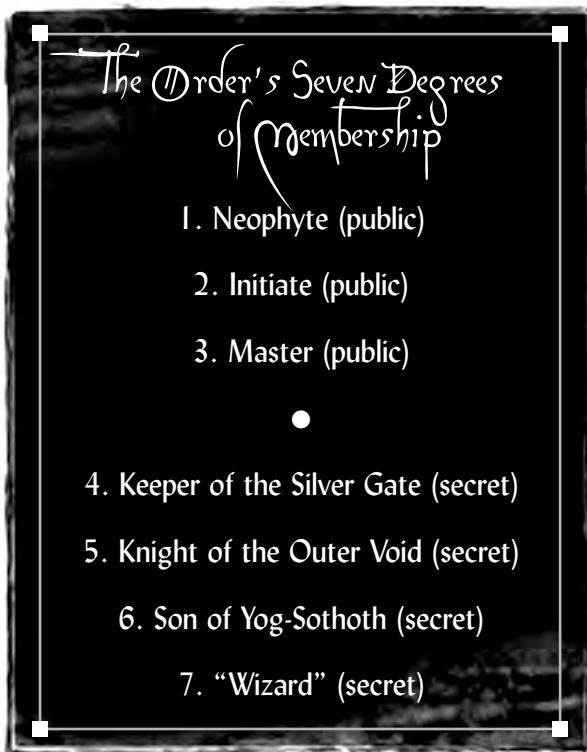 The Order's Seven Degrees
of Membership
1. Neophyte (public)
2. Initiate (public)
3. Master (public)
●
4. Keeper of the Silver Gate (secret)
5. Knight of the Outer Void (secret)
6. Son of Yog-Sothoth (secret)
7. “Wizard” (secret)